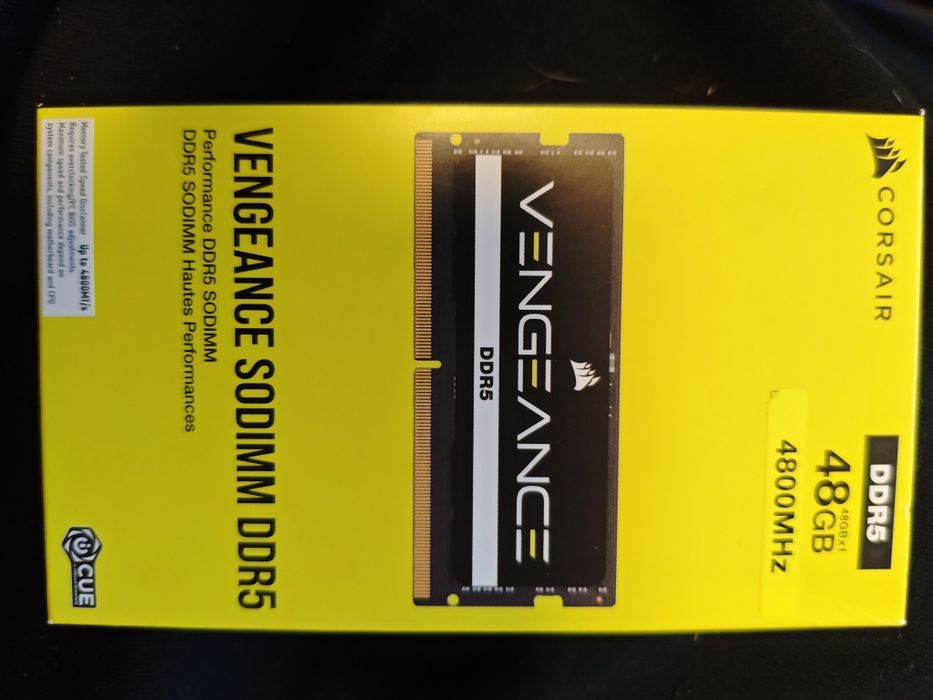 CORSAIR
DDR5
48GB
48GBx1
4800MHz
VENGEANCE
DDR5
VENGEANCE SODIMM DDR5
Performance DDR5 SODIMM
DDR5 SODIMM Hautes Performances
Memory Tested Speed Disclaimer Up to 4800MT/s
Requires overclocking/PC BIOS adjustments.
Maximum speed and performance depend on
system components, including motherboard and CPU.
iCUE